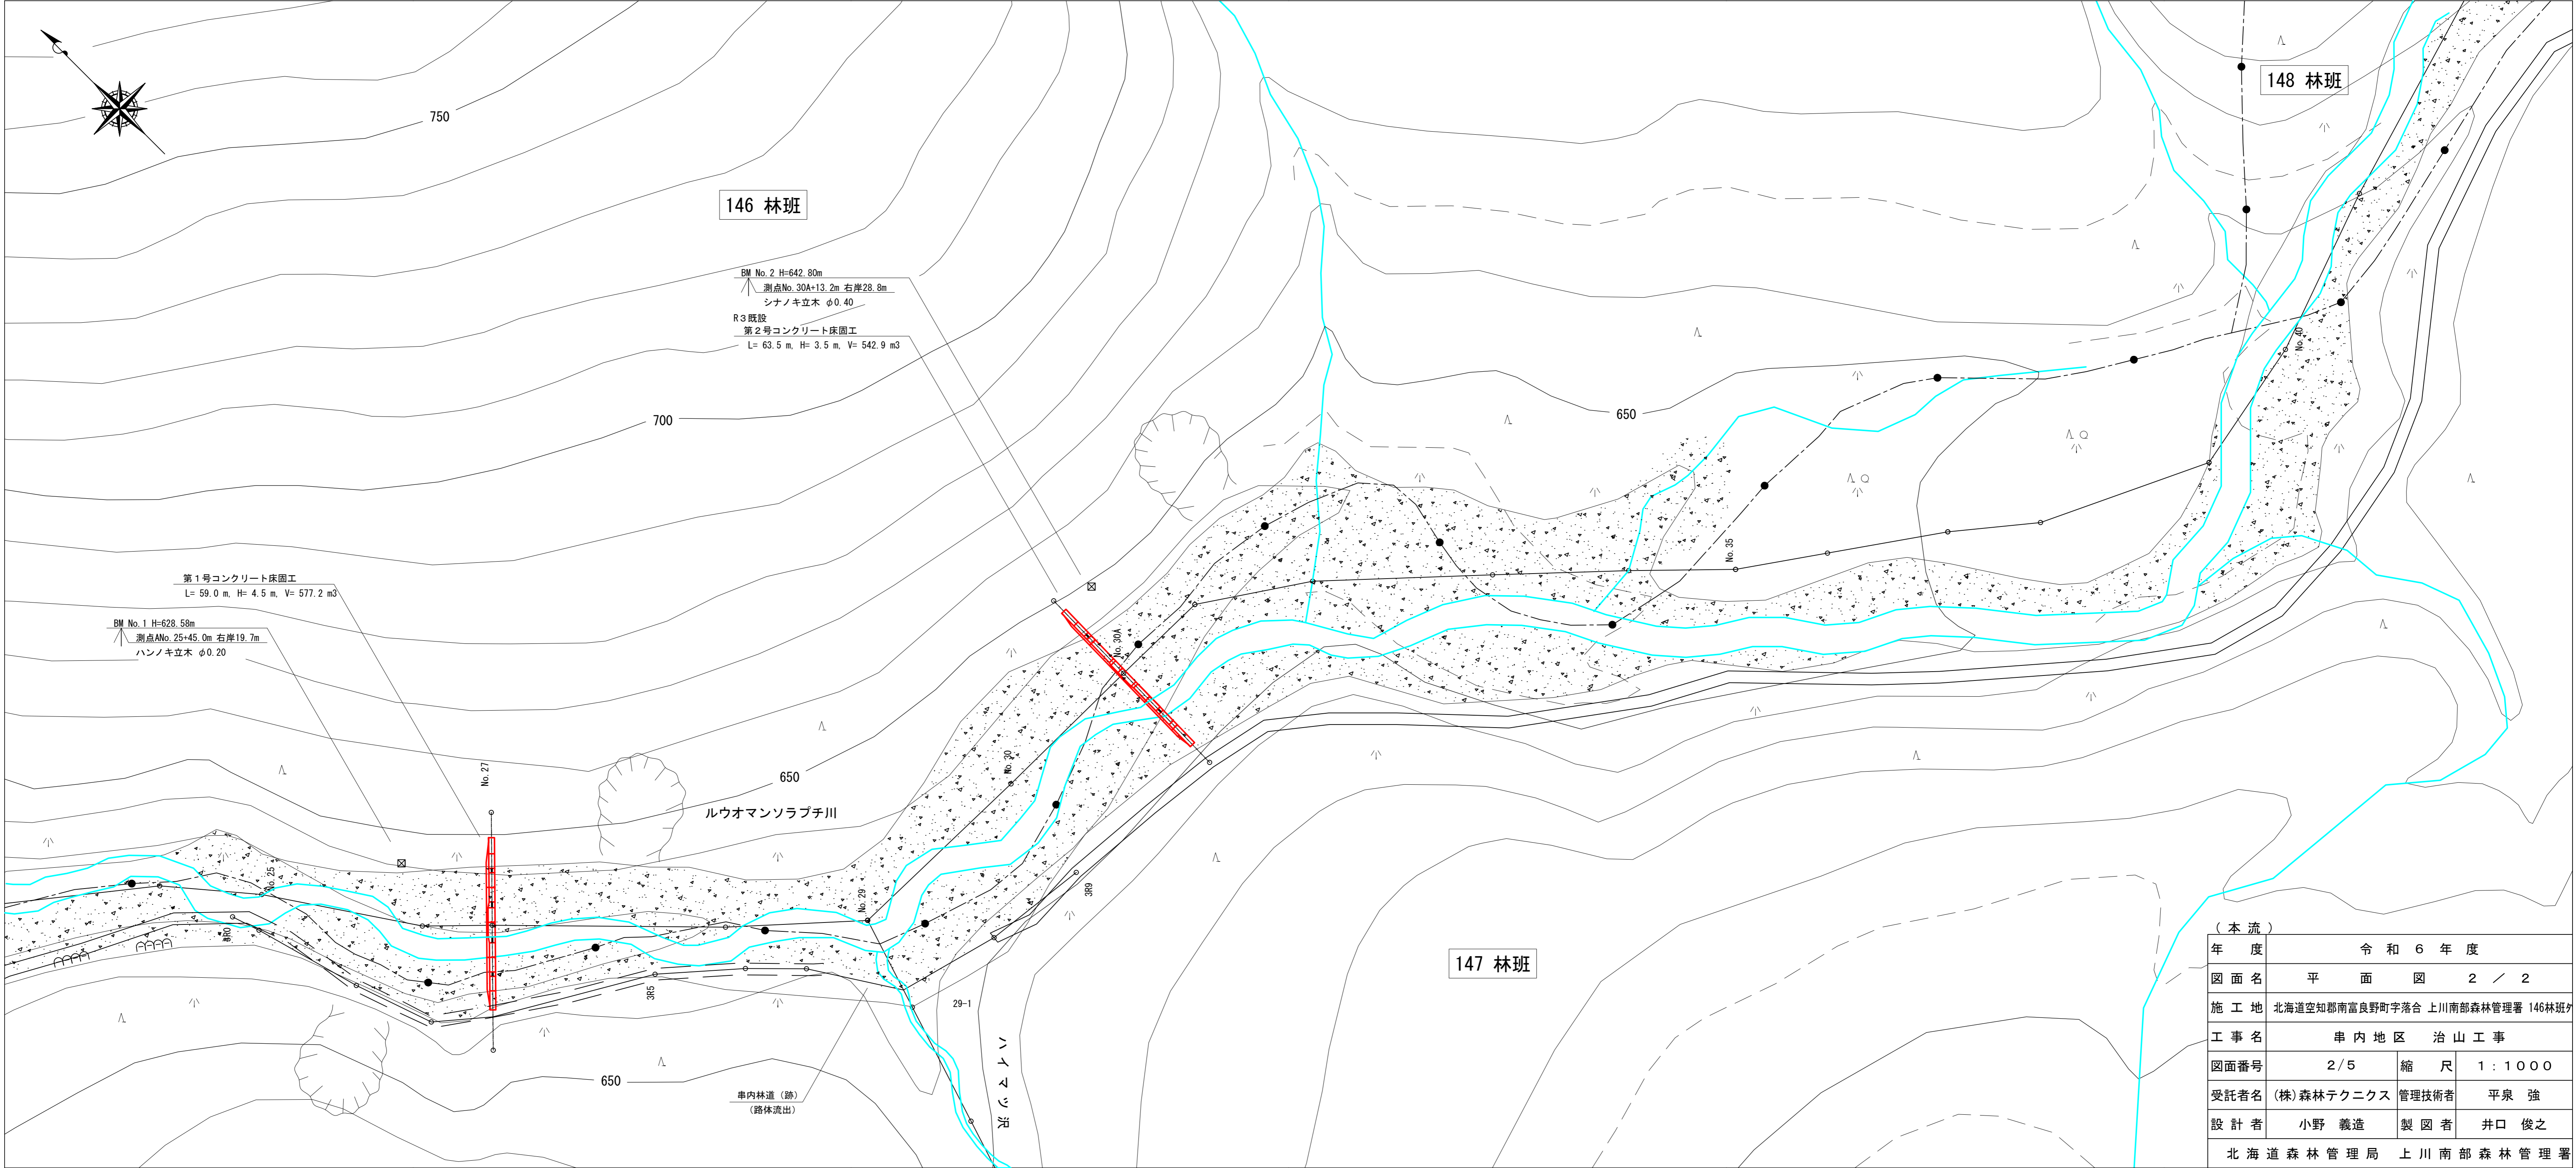 148 林班
750
146 林班
BM No.2 H=642.80m
測点No.30A+13.2m 右岸28.8m
シナノキ立木 φ0.40
R3既設
第2号コンクリート床固工
L= 63.5 m, H= 3.5 m, V= 542.9 m3
No.40
700
650
No.35
第1号コンクリート床固工
L= 59.0 m, H= 4.5 m, V= 577.2 m3
BM No.1 H=628.58m
測点ANo.25+45.0m 右岸19.7m
ハンノキ立木 φ0.20
No.30A
No.30
No.27
650
ルウオマンソラプチ川
No.25
No.29
3R9
3R5
29-1
ハイマツ沢
650
串内林道(跡)
(路体流出)
147 林班
(本流)
年 度 令和6年度
図面名 平面図 2/2
施工地 北海道空知郡南富良野町字落合 上川南部森林管理署 146林班外
工事名 串内地区 治山工事
図面番号 2/5 縮尺 1:1000
受託者名 (株)森林テクニクス 管理技術者 平泉 強
設計者 小野 義造 製図者 井口 俊之
北海道森林管理局 上川南部森林管理署